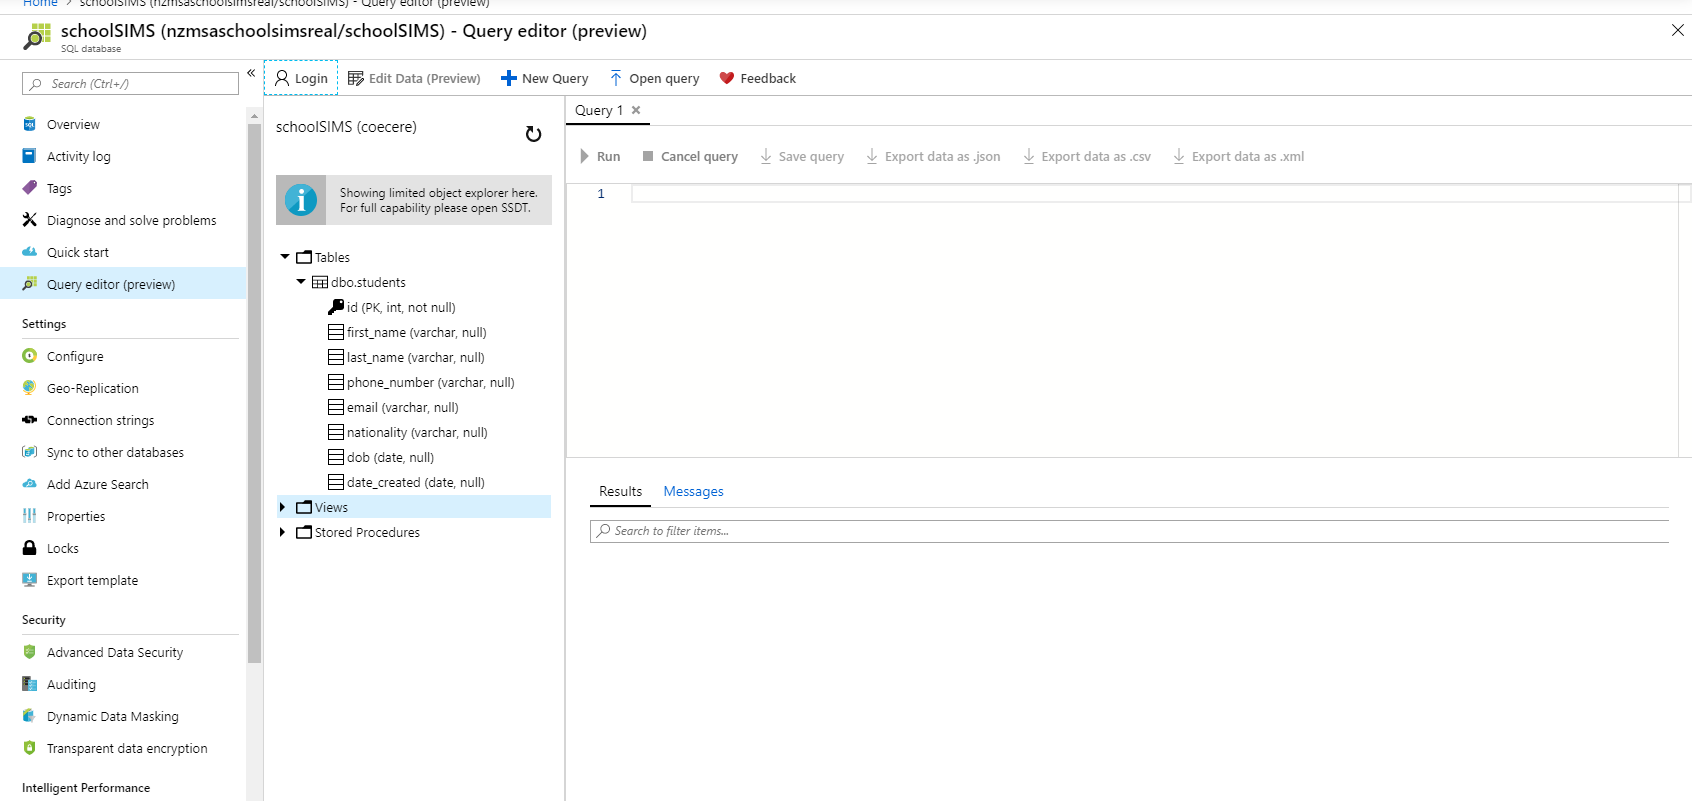 Home > schoolSIMS (nzmsaschoolsimsreal/schoolSIMS) - Query editor (preview)
schoolSIMS (nzmsaschoolsimsreal/schoolSIMS) - Query editor (preview)
SQL database
Search (Ctrl+/)
Overview
Activity log
Tags
Diagnose and solve problems
Quick start
Query editor (preview)
Settings
Configure
Geo-Replication
Connection strings
Sync to other databases
Add Azure Search
Properties
Locks
Export template
Security
Advanced Data Security
Auditing
Dynamic Data Masking
Transparent data encryption
Intelligent Performance
Login
Edit Data (Preview)
New Query
Open query
Feedback
schoolSIMS (coecere)
Showing limited object explorer here.
For full capability please open SSDT.
Tables
dbo.students
id (PK, int, not null)
first_name (varchar, null)
last_name (varchar, null)
phone_number (varchar, null)
email (varchar, null)
nationality (varchar, null)
dob (date, null)
date_created (date, null)
Views
Stored Procedures
Query 1
Run
Cancel query
Save query
Export data as .json
Export data as .csv
Export data as .xml
1
Results
Messages
Search to filter items...